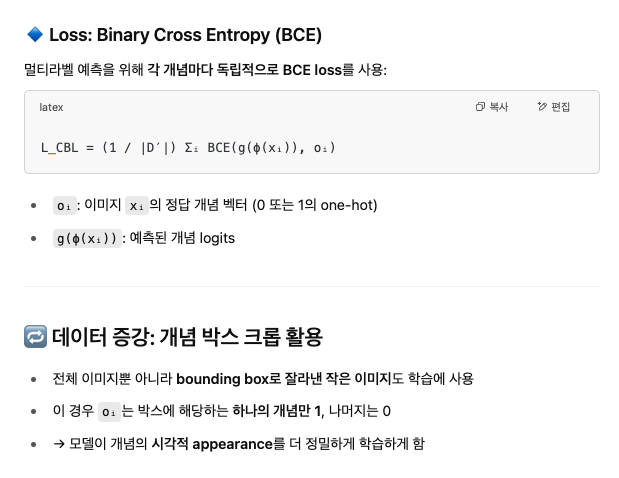 🔷 Loss: Binary Cross Entropy (BCE)
멀티라벨 예측을 위해 각 개념마다 독립적으로 BCE loss를 사용:
latex 복사 편집
L_CBL = (1 / |D′|) Σᵢ BCE(g(ϕ(xᵢ)), oᵢ)
• oᵢ: 이미지 xᵢ의 정답 개념 벡터 (0 또는 1의 one-hot)
• g(ϕ(xᵢ)): 예측된 개념 logits
🔁 데이터 증강: 개념 박스 크롭 활용
• 전체 이미지뿐 아니라 bounding box로 잘라낸 작은 이미지도 학습에 사용
• 이 경우 oᵢ는 박스에 해당하는 하나의 개념만 1, 나머지는 0
• → 모델이 개념의 시각적 appearance를 더 정밀하게 학습하게 함